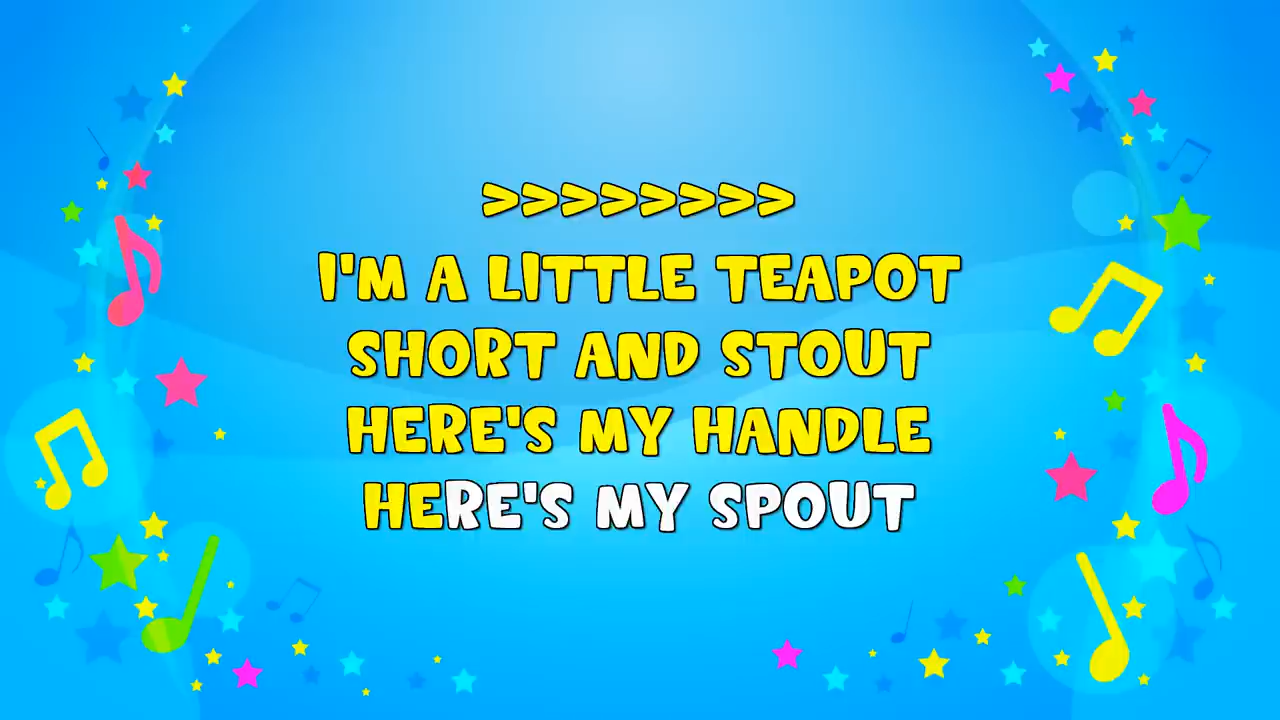 >>>>>>>>
I'M A LITTLE TEAPOT
SHORT AND STOUT
HERE'S MY HANDLE
HERE'S MY SPOUT